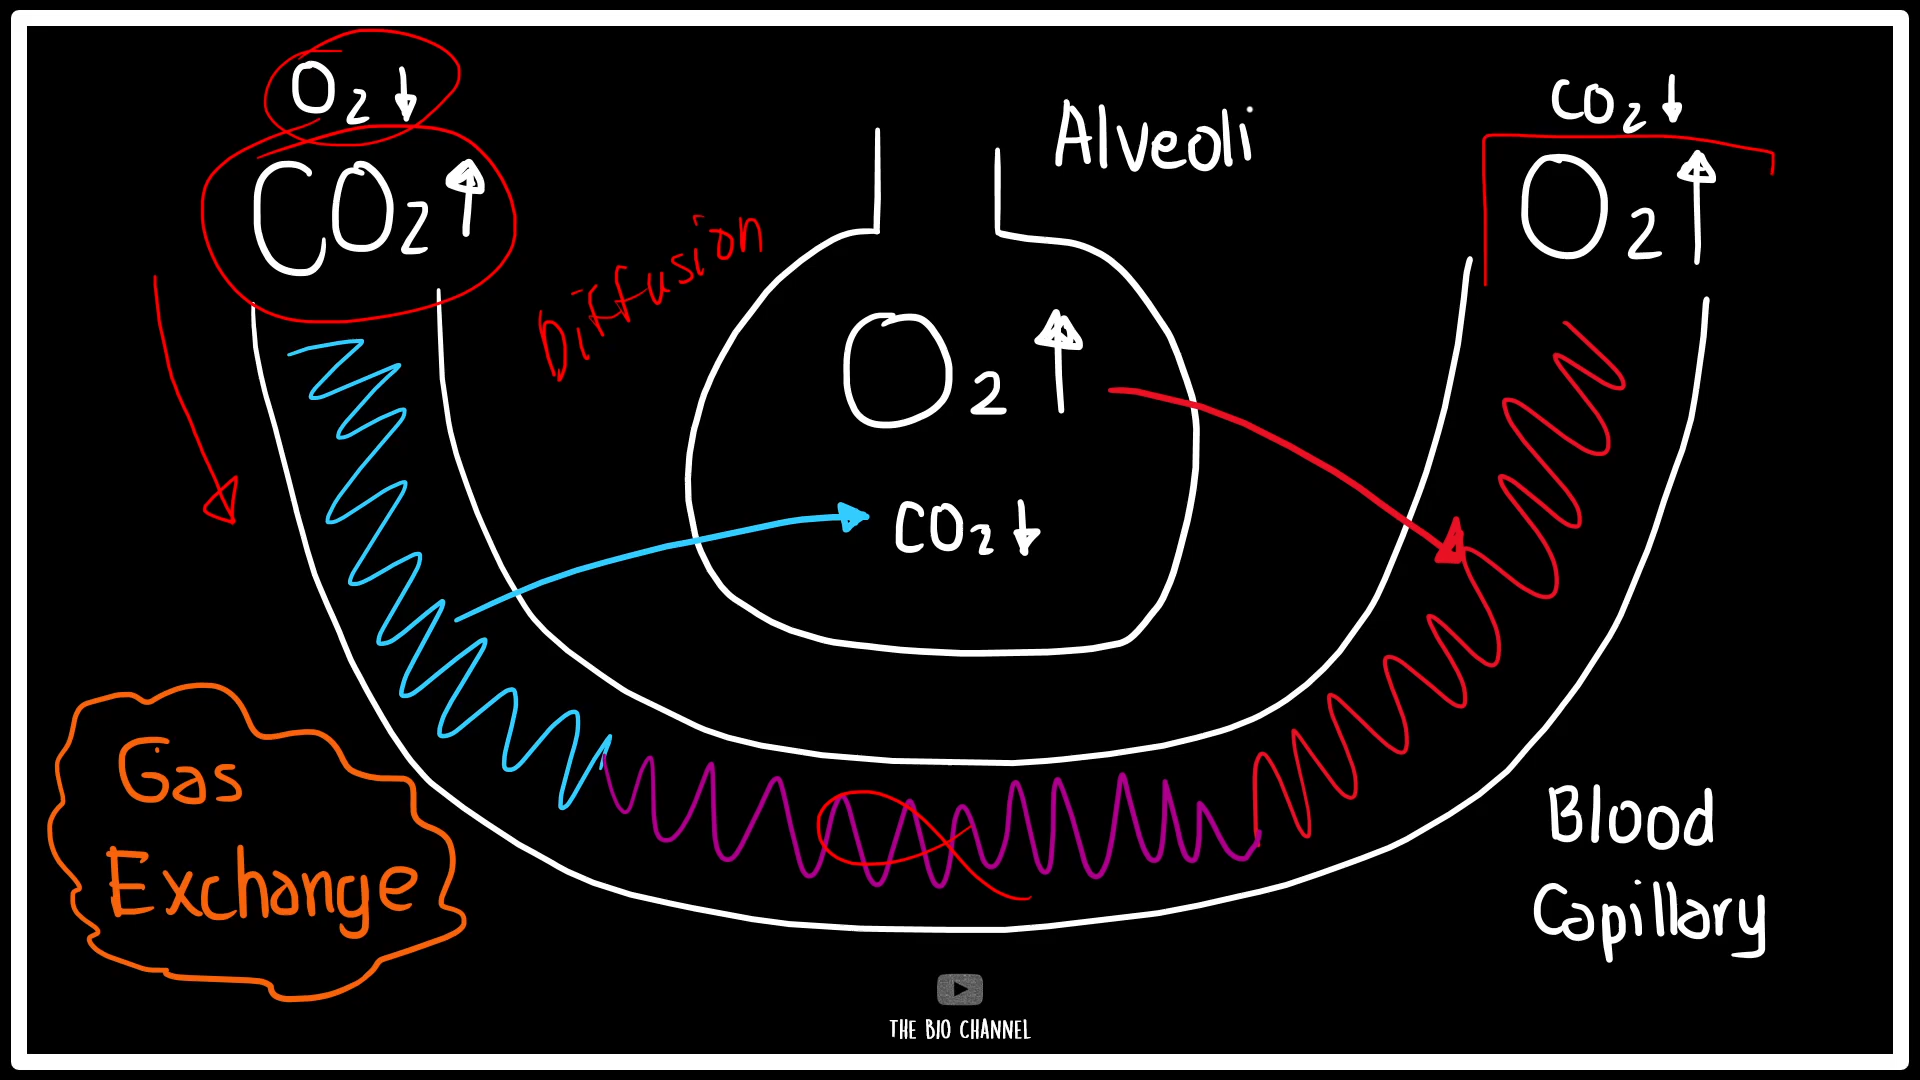 O2↓
CO2↑
Diffusion
Alveoli
O2↑
CO2↓
CO2↓
O2↑
Gas
Exchange
Blood
Capillary
THE BIO CHANNEL